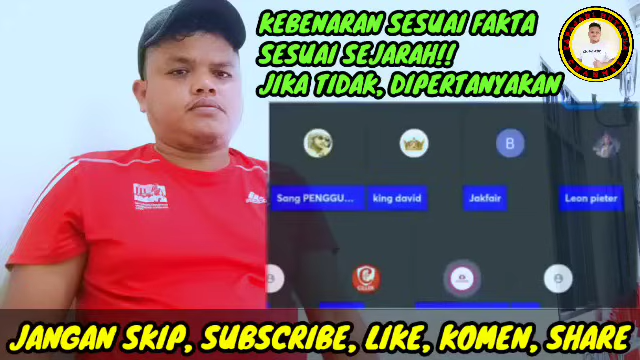 KEBENARAN SESUAI FAKTA
SESUAI SEJARAH!!
JIKA TIDAK, DIPERTANYAKAN
Sang PENGGU...
king david
B
Jakfair
Leon pieter
JANGAN SKIP, SUBSCRIBE, LIKE, KOMEN, SHARE